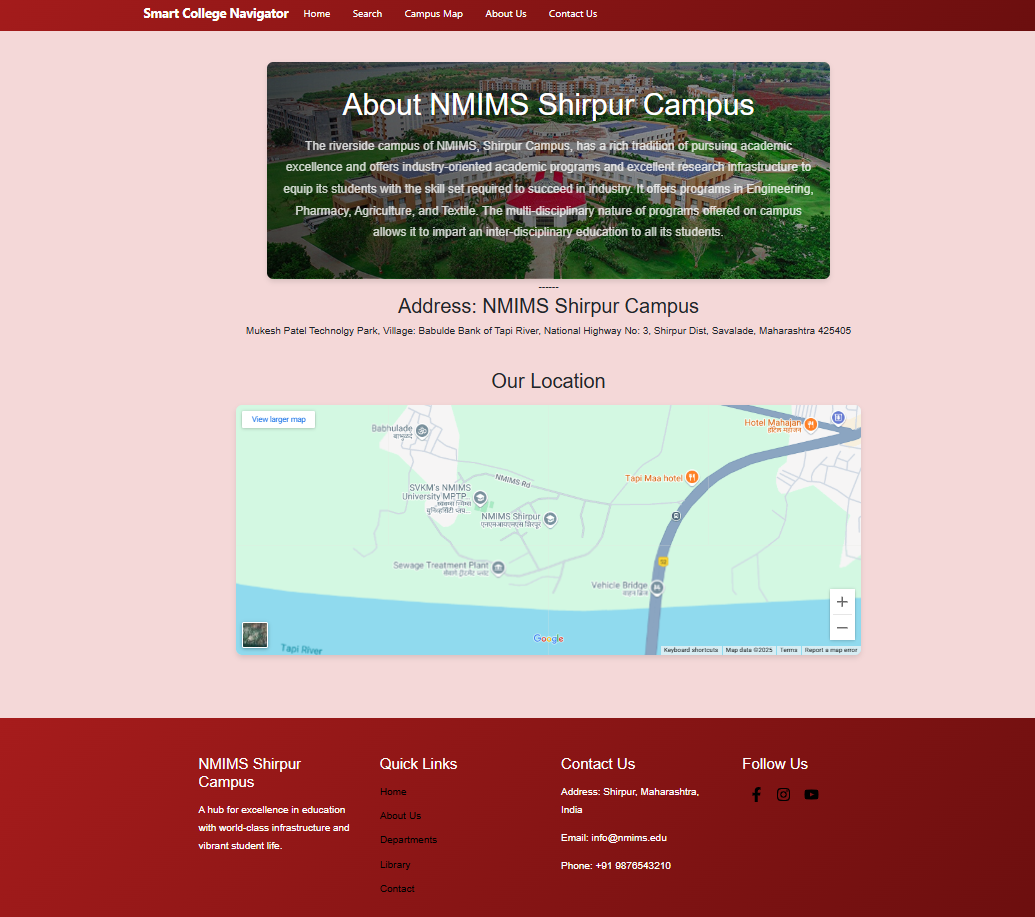 Smart College Navigator Home Search Campus Map About Us Contact Us
About NMIMS Shirpur Campus
The riverside campus of NMIMS, Shirpur Campus, has a rich tradition of pursuing academic
excellence and offers industry-oriented academic programs and excellent research infrastructure to
equip its students with the skill set required to succeed in industry. It offers programs in Engineering,
Pharmacy, Agriculture, and Textile. The multi-disciplinary nature of programs offered on campus
allows it to impart an inter-disciplinary education to all its students.
------
Address: NMIMS Shirpur Campus
Mukesh Patel Technolgy Park, Village: Babulde Bank of Tapi River, National Highway No: 3, Shirpur Dist, Savalade, Maharashtra 425405
Our Location
View larger map
Babhulade
बाभुळदे
Hotel Mahajan
हॉटेल महाजन
Tapi Maa hotel
NMIMS Rd
SVKM's NMIMS
University MPTP...
NMIMS Shirpur
एनएमआयएमएस शिरपूर
Sewage Treatment Plant
Vehicle Bridge
वाहन ब्रिज
Tapi River
Google
Keyboard shortcuts Map data ©2025 Terms Report a map error
NMIMS Shirpur
Campus
A hub for excellence in education
with world-class infrastructure and
vibrant student life.
Quick Links
Home
About Us
Departments
Library
Contact
Contact Us
Address: Shirpur, Maharashtra,
India
Email: info@nmims.edu
Phone: +91 9876543210
Follow Us